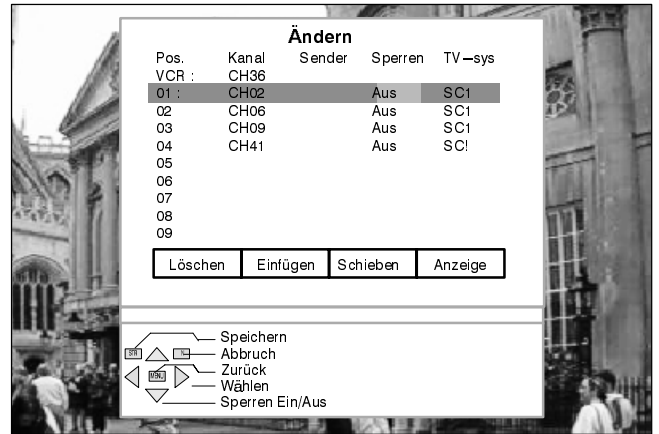 Ändern
Pos. Kanal Sender Sperren TV-sys
VCR : CH36
01 : CH02 Aus SC1
02 CH06 Aus SC1
03 CH09 Aus SC1
04 CH41 Aus SC!
05
06
07
08
09
Löschen Einfügen Schieben Anzeige
Speichern
STR Abbruch
Zurück
MENU
Wählen
Sperren Ein/Aus